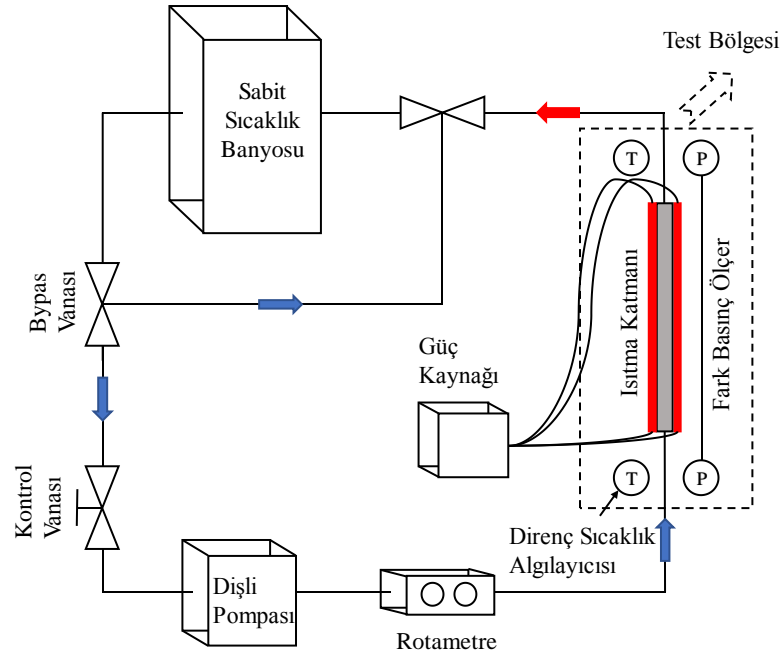 Test Bölgesi
Sabit
Sıcaklık
Banyosu
T
P
Bypas
Vanası
Isıtma Katmanı
Fark Basınç Ölçer
Güç
Kaynağı
Kontrol
Vanası
T
P
Direnç Sıcaklık
Algılayıcısı
Dişli
Pompası
Rotametre